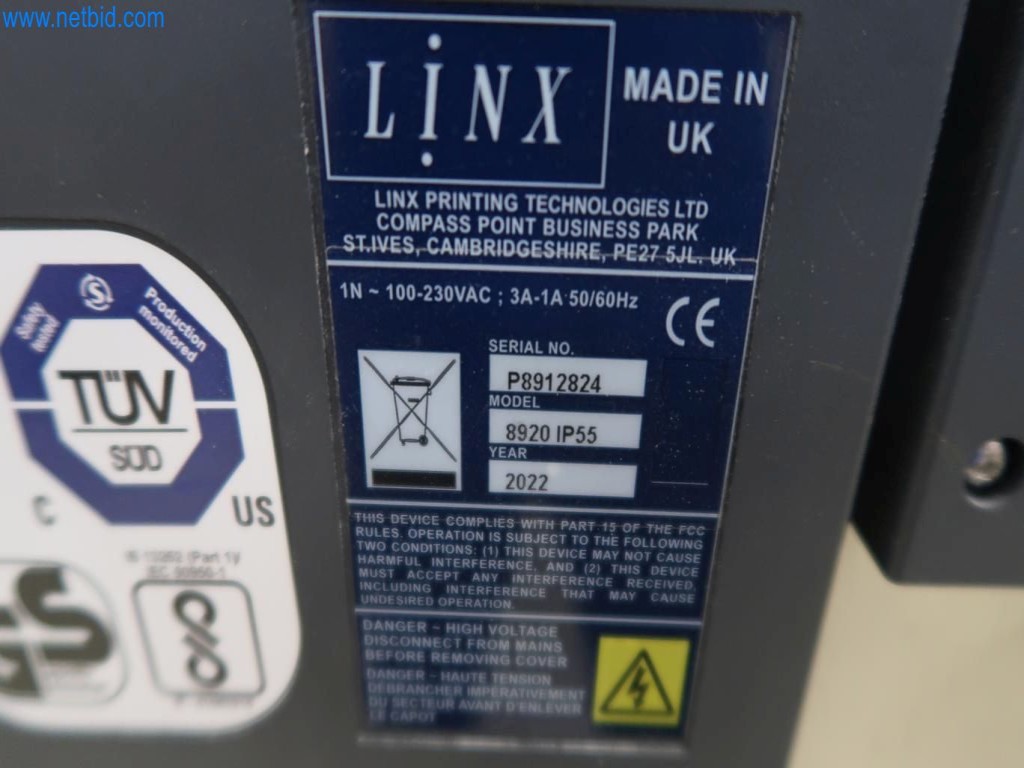 www.netbid.com
LINX
MADE IN
UK
LINX PRINTING TECHNOLOGIES LTD
COMPASS POINT BUSINESS PARK
ST.IVES, CAMBRIDGESHIRE, PE27 5JL. UK
1N ~ 100-230VAC ; 3A-1A 50/60Hz
CE
SERIAL NO.
P8912824
MODEL
8920 IP55
YEAR
2022
THIS DEVICE COMPLIES WITH PART 15 OF THE FCC
RULES. OPERATION IS SUBJECT TO THE FOLLOWING
TWO CONDITIONS: (1) THIS DEVICE MAY NOT CAUSE
HARMFUL INTERFERENCE, AND (2) THIS DEVICE
MUST ACCEPT ANY INTERFERENCE RECEIVED,
INCLUDING INTERFERENCE THAT MAY CAUSE
UNDESIRED OPERATION.
DANGER ~ HIGH VOLTAGE
DISCONNECT FROM MAINS
BEFORE REMOVING COVER
DANGER ~ HAUTE TENSION
DÉBRANCHER IMPÉRATIVEMENT
DU SECTEUR AVANT D'ENLEVER
LE CAPOT
Safety
tested
Production
monitored
TÜV
SÜD
C
US
GS